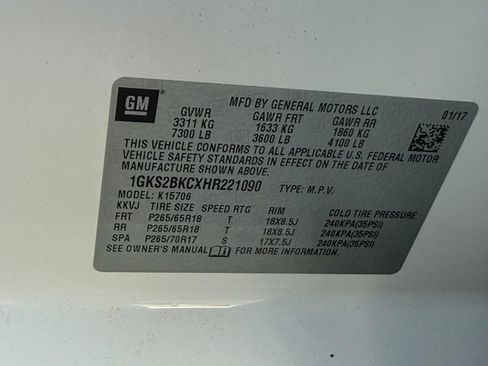 GM
MFD BY GENERAL MOTORS LLC 01/17
GVWR GAWR FRT GAWR RR
3311 KG 1633 KG 1860 KG
7300 LB 3600 LB 4100 LB
THIS VEHICLE CONFORMS TO ALL APPLICABLE U.S. FEDERAL MOTOR
VEHICLE SAFETY STANDARDS IN EFFECT ON THE DATE OF
MANUFACTURE SHOWN ABOVE.
1GKS2BKCXHR221090 TYPE: M.P.V.
MODEL: K15706
KKVJ TIRE SIZE SPEED RTG RIM COLD TIRE PRESSURE
FRT P265/65R18 T 18X8.5J 240KPA(35PSI)
RR P265/65R18 T 18X8.5J 240KPA(35PSI)
SPA P265/70R17 S 17X7.5J 240KPA(35PSI)
SEE OWNER'S MANUAL FOR MORE INFORMATION.